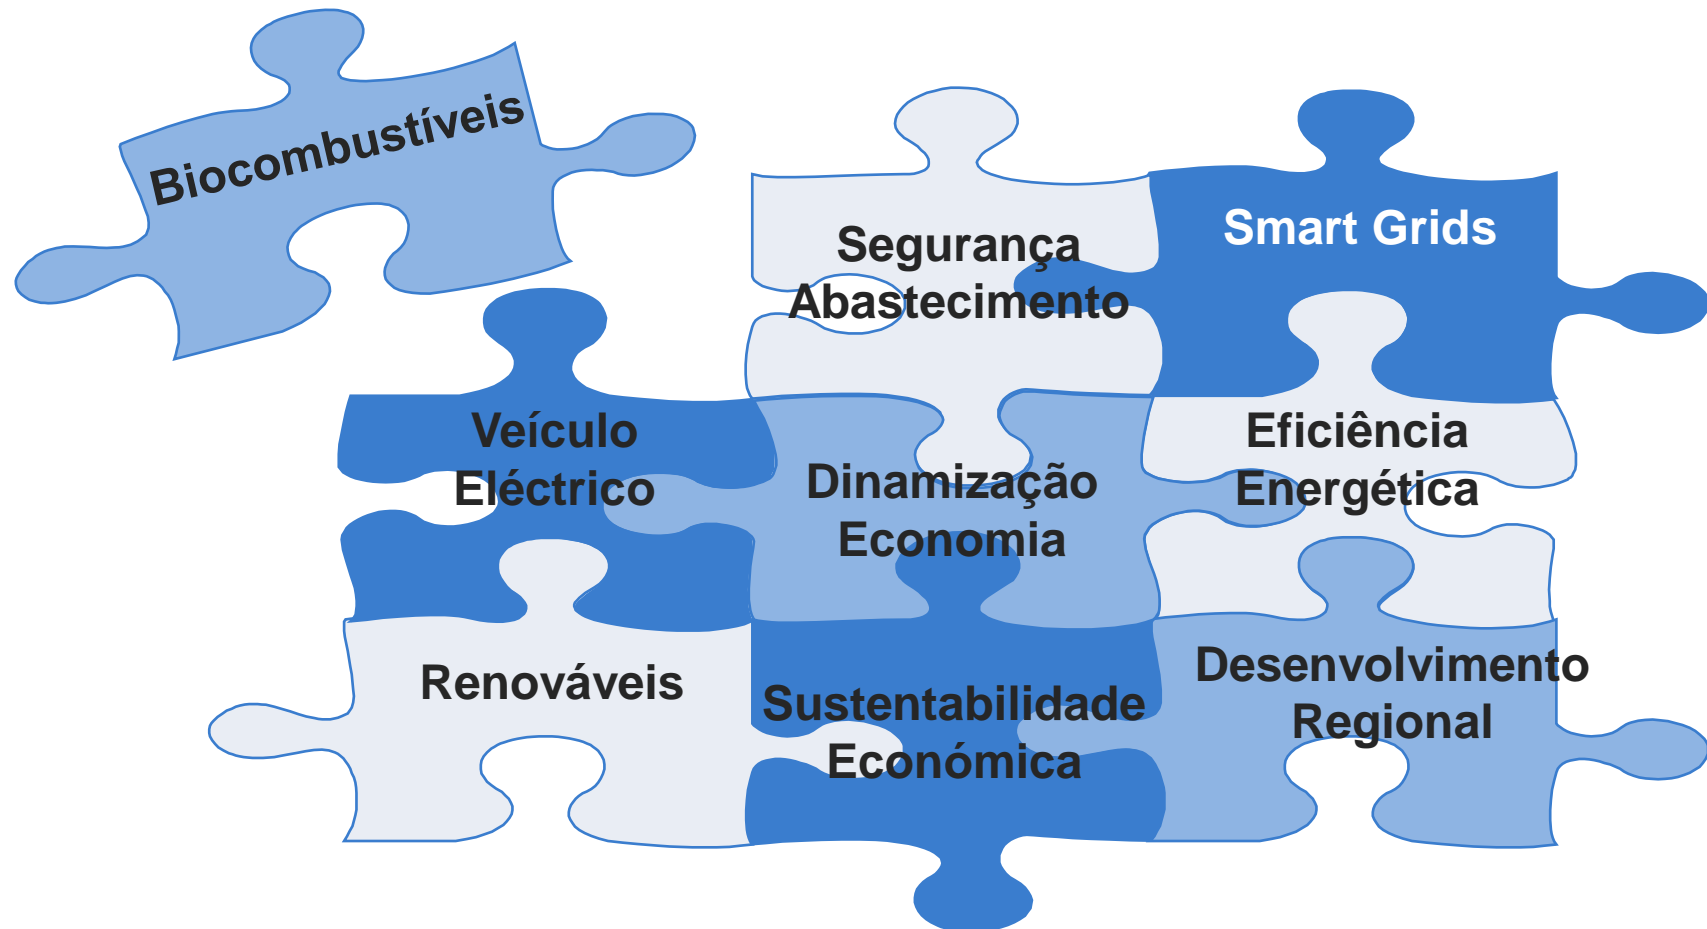 Biocombustíveis
Segurança
Abastecimento
Smart Grids
Veículo
Eléctrico
Dinamização
Economia
Eficiência
Energética
Renováveis
Sustentabilidade
Económica
Desenvolvimento
Regional